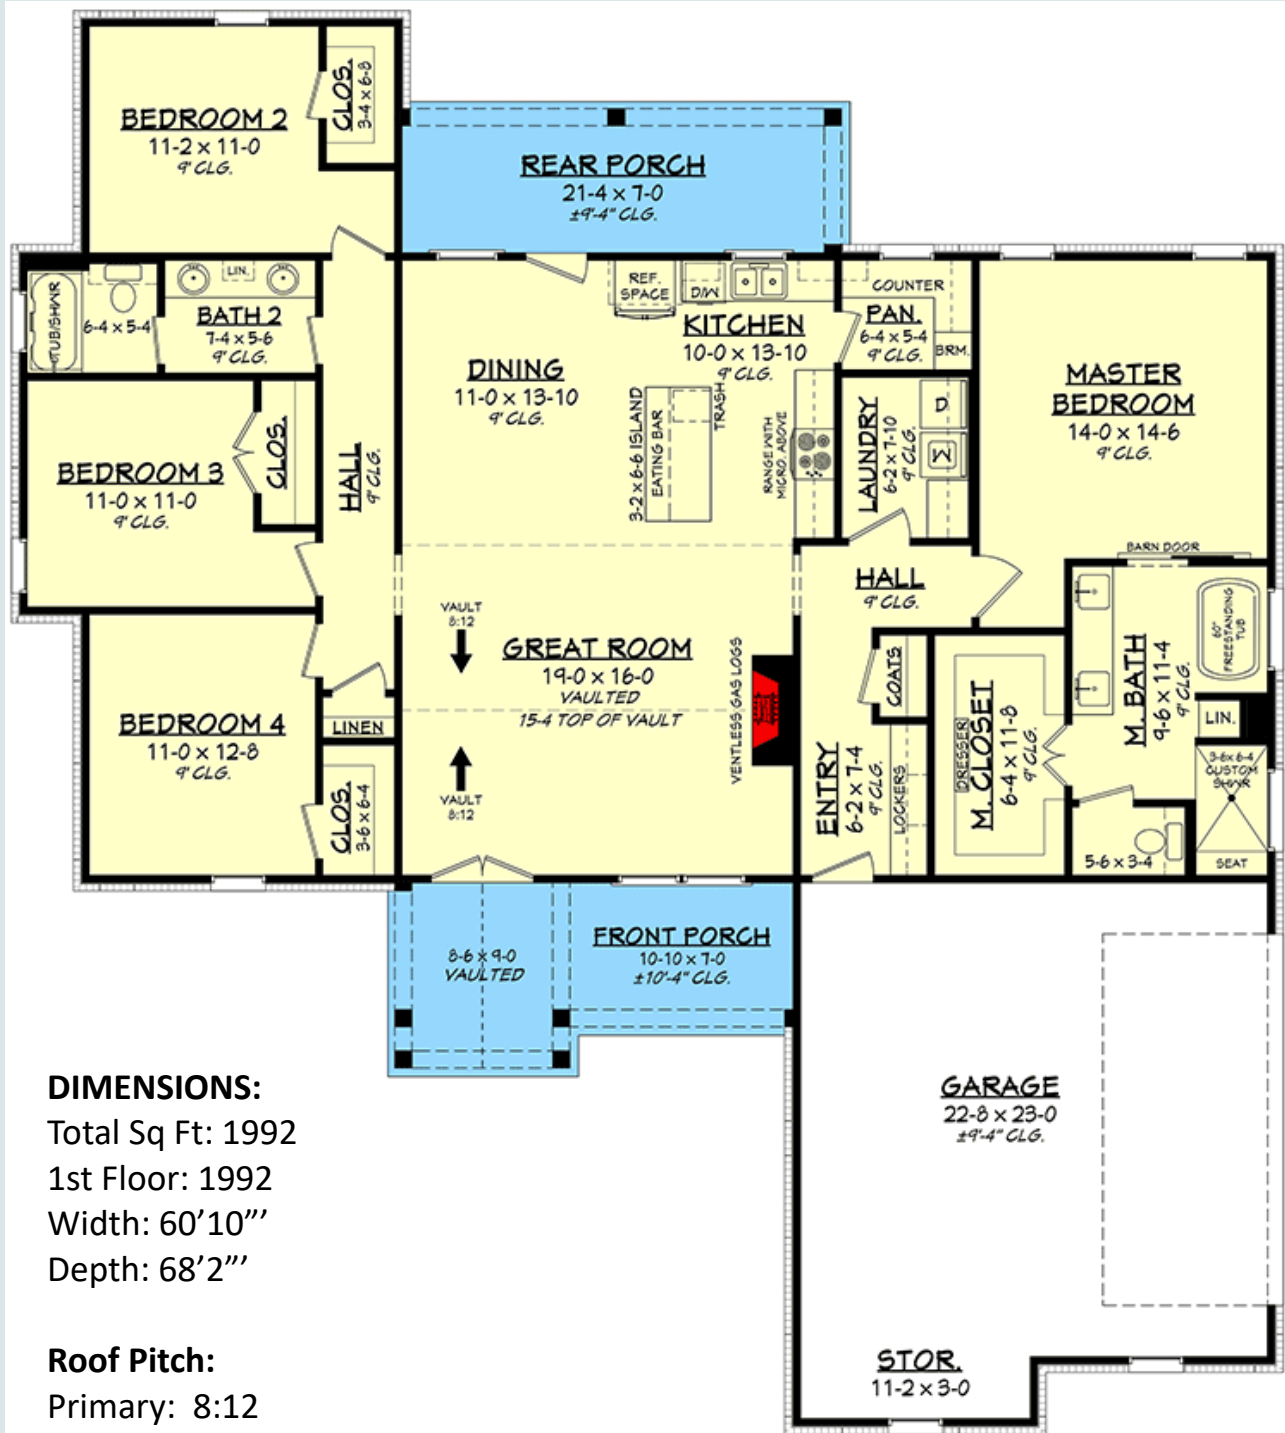 BEDROOM 2
11-2 x 11-0
9' CLG.
CLOS.
3-4 x 6-8
REAR PORCH
21-4 x 7-0
±9'-4" CLG.
TUB/SHWR
6-4 x 5-4
LIN.
BATH 2
7-4 x 5-6
9' CLG.
REF.
SPACE
D/W
KITCHEN
10-0 x 13-10
9' CLG.
COUNTER
PAN.
6-4 x 5-4
9' CLG.
BRM.
DINING
11-0 x 13-10
9' CLG.
MASTER
BEDROOM
14-0 x 14-6
9' CLG.
BEDROOM 3
11-0 x 11-0
9' CLG.
CLOS.
HALL
9' CLG.
3-2 x 6-6 ISLAND
EATING BAR
TRASH
RANGE WITH
MICRO. ABOVE
LAUNDRY
6-2 x 7-10
9' CLG.
D
W
BARN DOOR
HALL
9' CLG.
VAULT
8:12
GREAT ROOM
19-0 x 16-0
VAULTED
15-4 TOP OF VAULT
VENTLESS GAS LOGS
COATS
60"
FREESTANDING
TUB
M. BATH
9-6 x 11-4
9' CLG.
LIN.
BEDROOM 4
11-0 x 12-8
9' CLG.
LINEN
CLOS.
3-6 x 6-4
VAULT
8:12
ENTRY
6-2 x 7-4
9' CLG.
LOCKERS
DRESSER
M. CLOSET
6-4 x 11-8
9' CLG.
3-6x6-4
CUSTOM
SHWR
SEAT
5-6 x 3-4
8-6 x 9-0
VAULTED
FRONT PORCH
10-10 x 7-0
±10'-4" CLG.
GARAGE
22-8 x 23-0
±9'-4" CLG.
STOR.
11-2 x 3-0
DIMENSIONS:
Total Sq Ft: 1992
1st Floor: 1992
Width: 60’10”’
Depth: 68’2”’
Roof Pitch:
Primary: 8:12